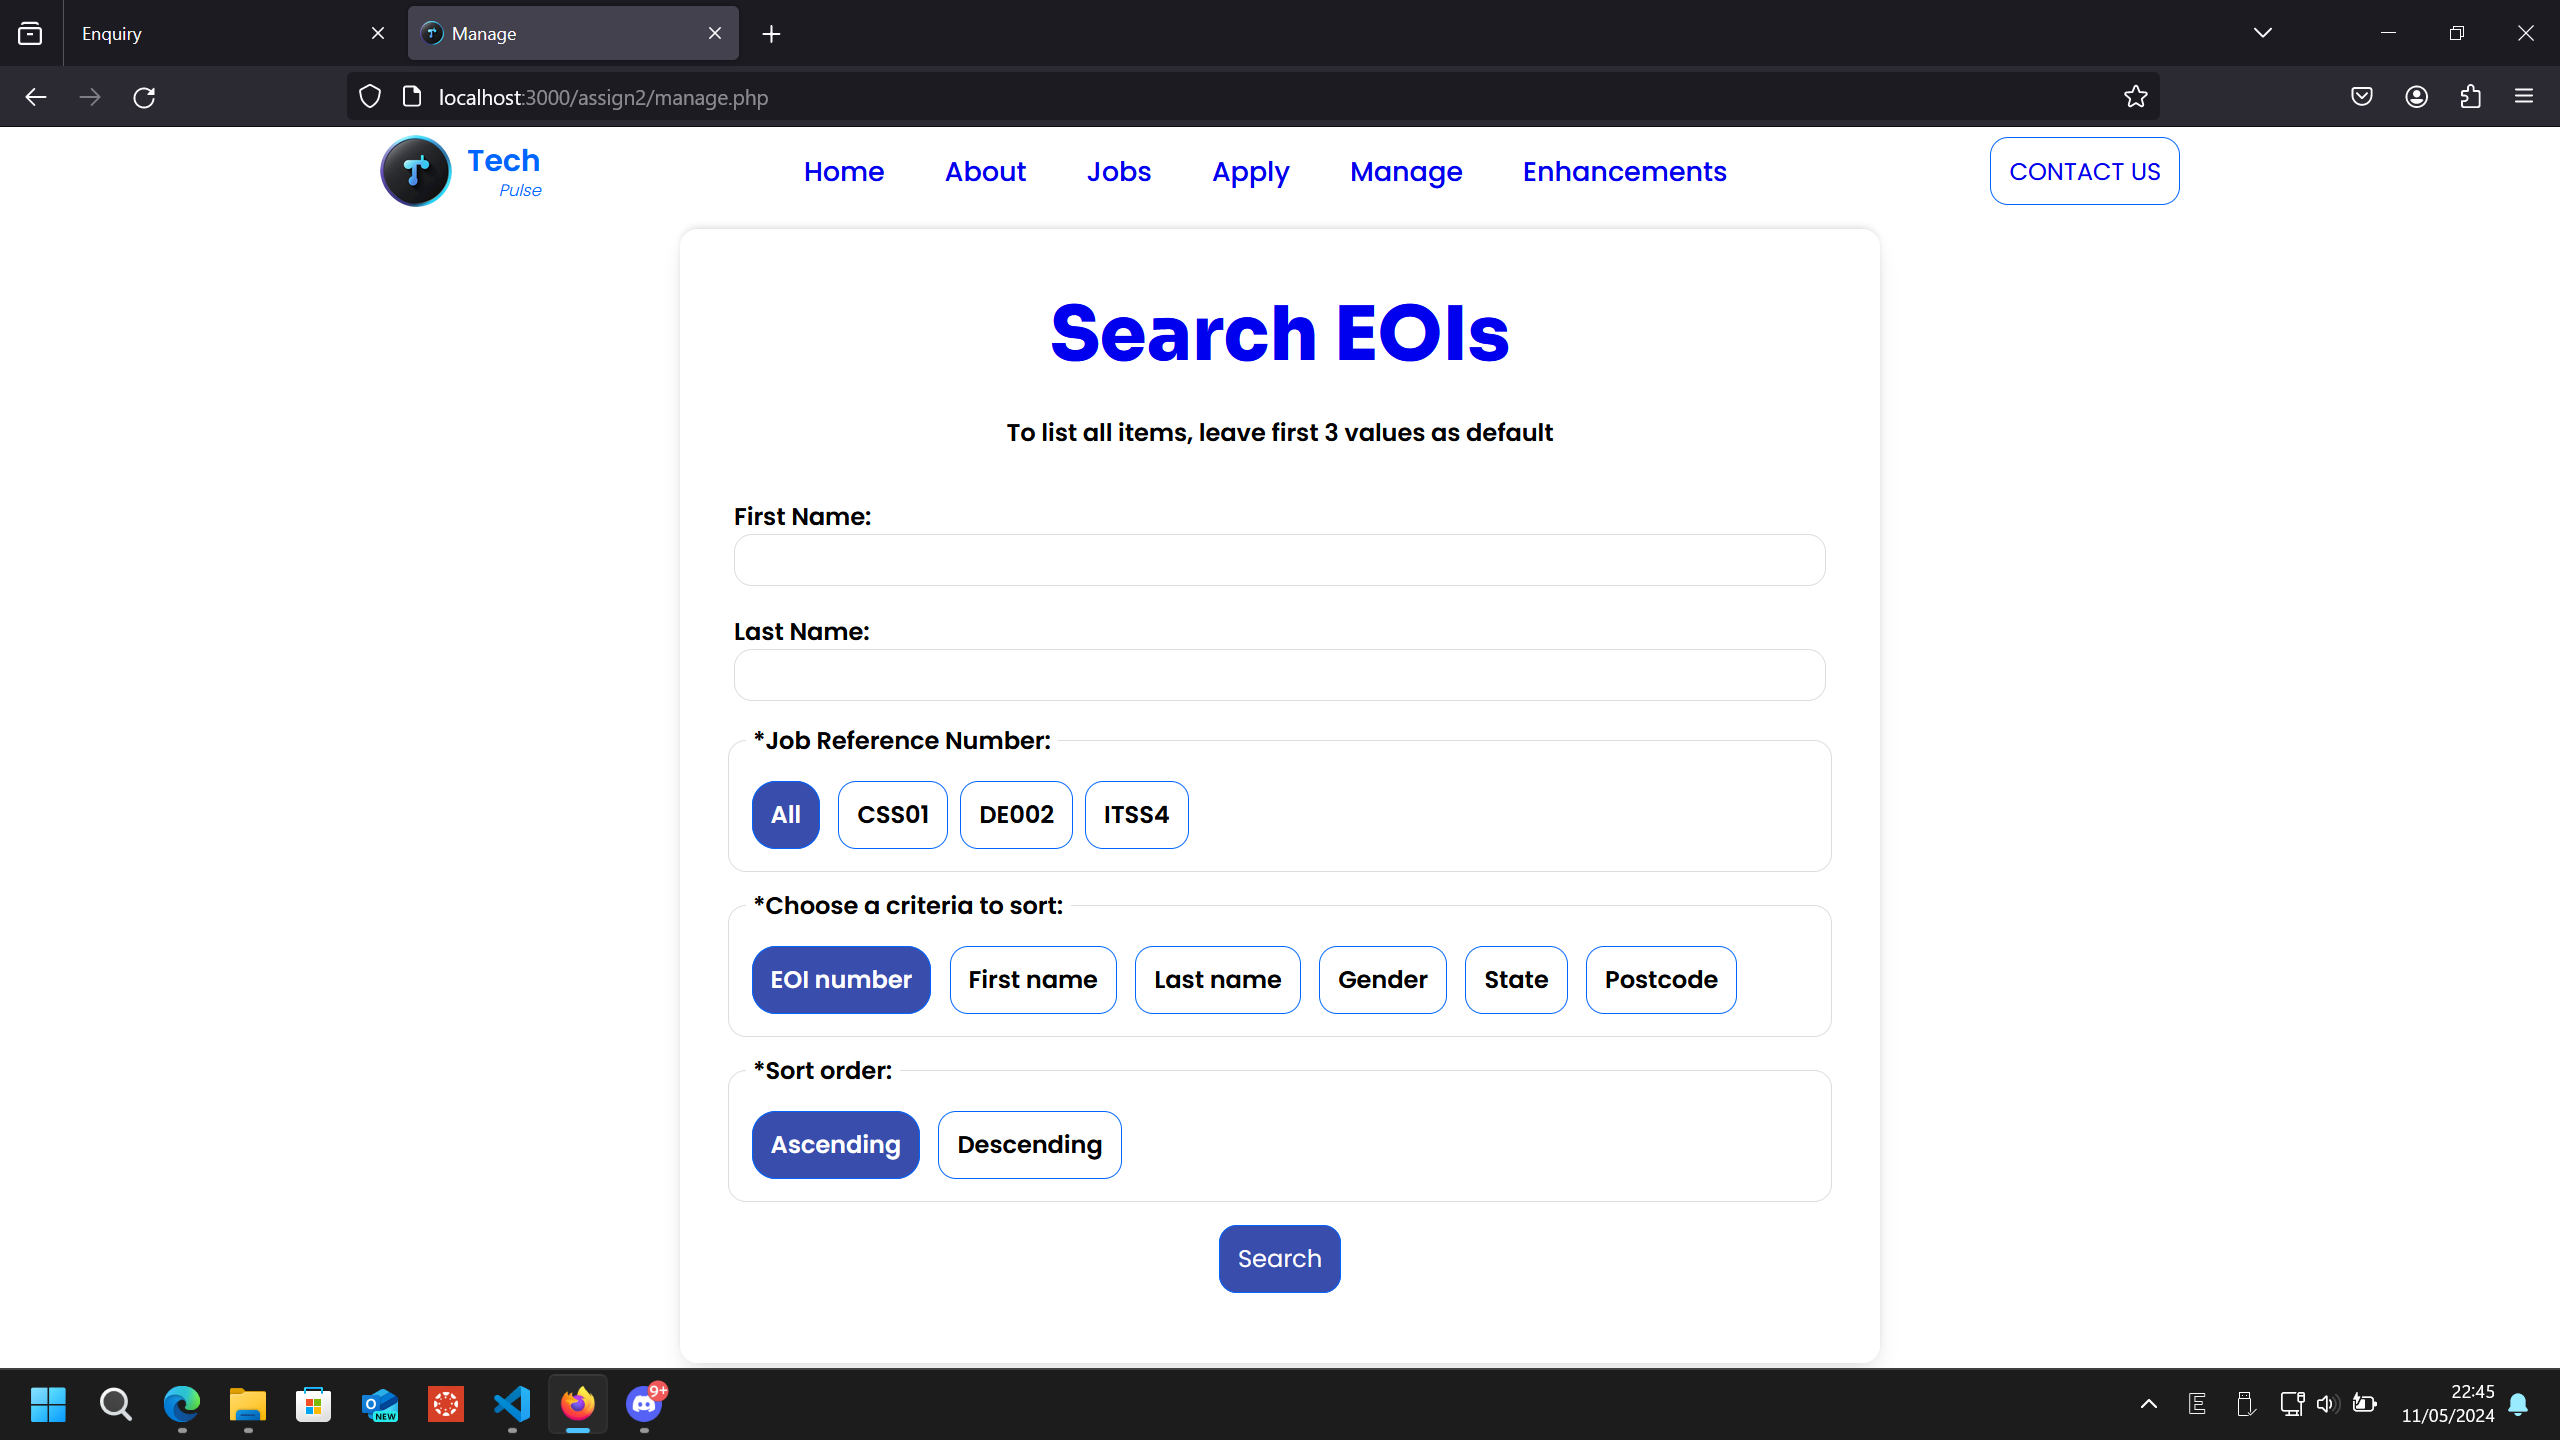 Enquiry
Manage
localhost:3000/assign2/manage.php
Tech
Pulse
Home About Jobs Apply Manage Enhancements
CONTACT US
Search EOIs
To list all items, leave first 3 values as default
First Name:
Last Name:
*Job Reference Number:
All CSS01 DE002 ITSS4
*Choose a criteria to sort:
EOI number First name Last name Gender State Postcode
*Sort order:
Ascending Descending
Search
NEW
9+
22:45
11/05/2024